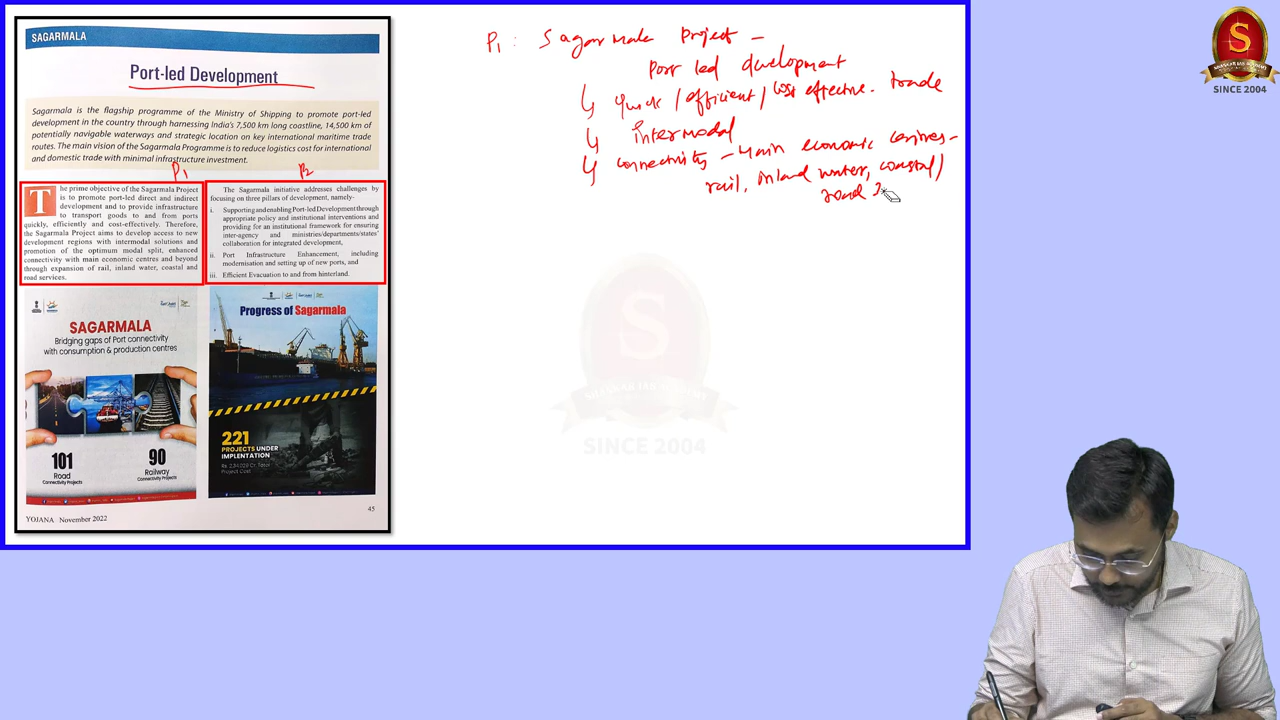 SAGARMALA
Port-led Development
Sagarmala is the flagship programme of the Ministry of Shipping to promote port-led
development in the country through harnessing India's 7,500 km long coastline, 14,500 km of
potentially navigable waterways and strategic location on key international maritime trade
routes. The main vision of the Sagarmala Programme is to reduce logistics cost for international
and domestic trade with minimal infrastructure investment.
P1
The prime objective of the Sagarmala Project
is to promote port-led direct and indirect
development and to provide infrastructure
to transport goods to and from ports
quickly, efficiently and cost-effectively. Therefore,
the Sagarmala Project aims to develop access to new
development regions with intermodal solutions and
promotion of the optimum modal split, enhanced
connectivity with main economic centres and beyond
through expansion of rail, inland water, coastal and
road services.
P2
The Sagarmala initiative addresses challenges by
focusing on three pillars of development, namely-
i. Supporting and enabling Port-led Development through
appropriate policy and institutional interventions and
providing for an institutional framework for ensuring
inter-agency and ministries/departments/states'
collaboration for integrated development,
ii. Port Infrastructure Enhancement, including
modernisation and setting up of new ports, and
iii. Efficient Evacuation to and from hinterland.
SAGARMALA
Bridging gaps of Port connectivity
with consumption & production centres
101
Road
Connectivity Projects
90
Railway
Connectivity Projects
Progress of Sagarmala
221
PROJECTS UNDER
IMPLENTATION
Project Cost
45
YOJANA November 2022
P1: Sagarmala Project -
Port led development
↳ Quick / efficient / cost effective. trade
↳ Intermodal
↳ connectivity - Main economic centres -
rail, inland water, coastal /
road
SHANKAR IAS ACADEMY
SINCE 2004
S
SINCE 2004